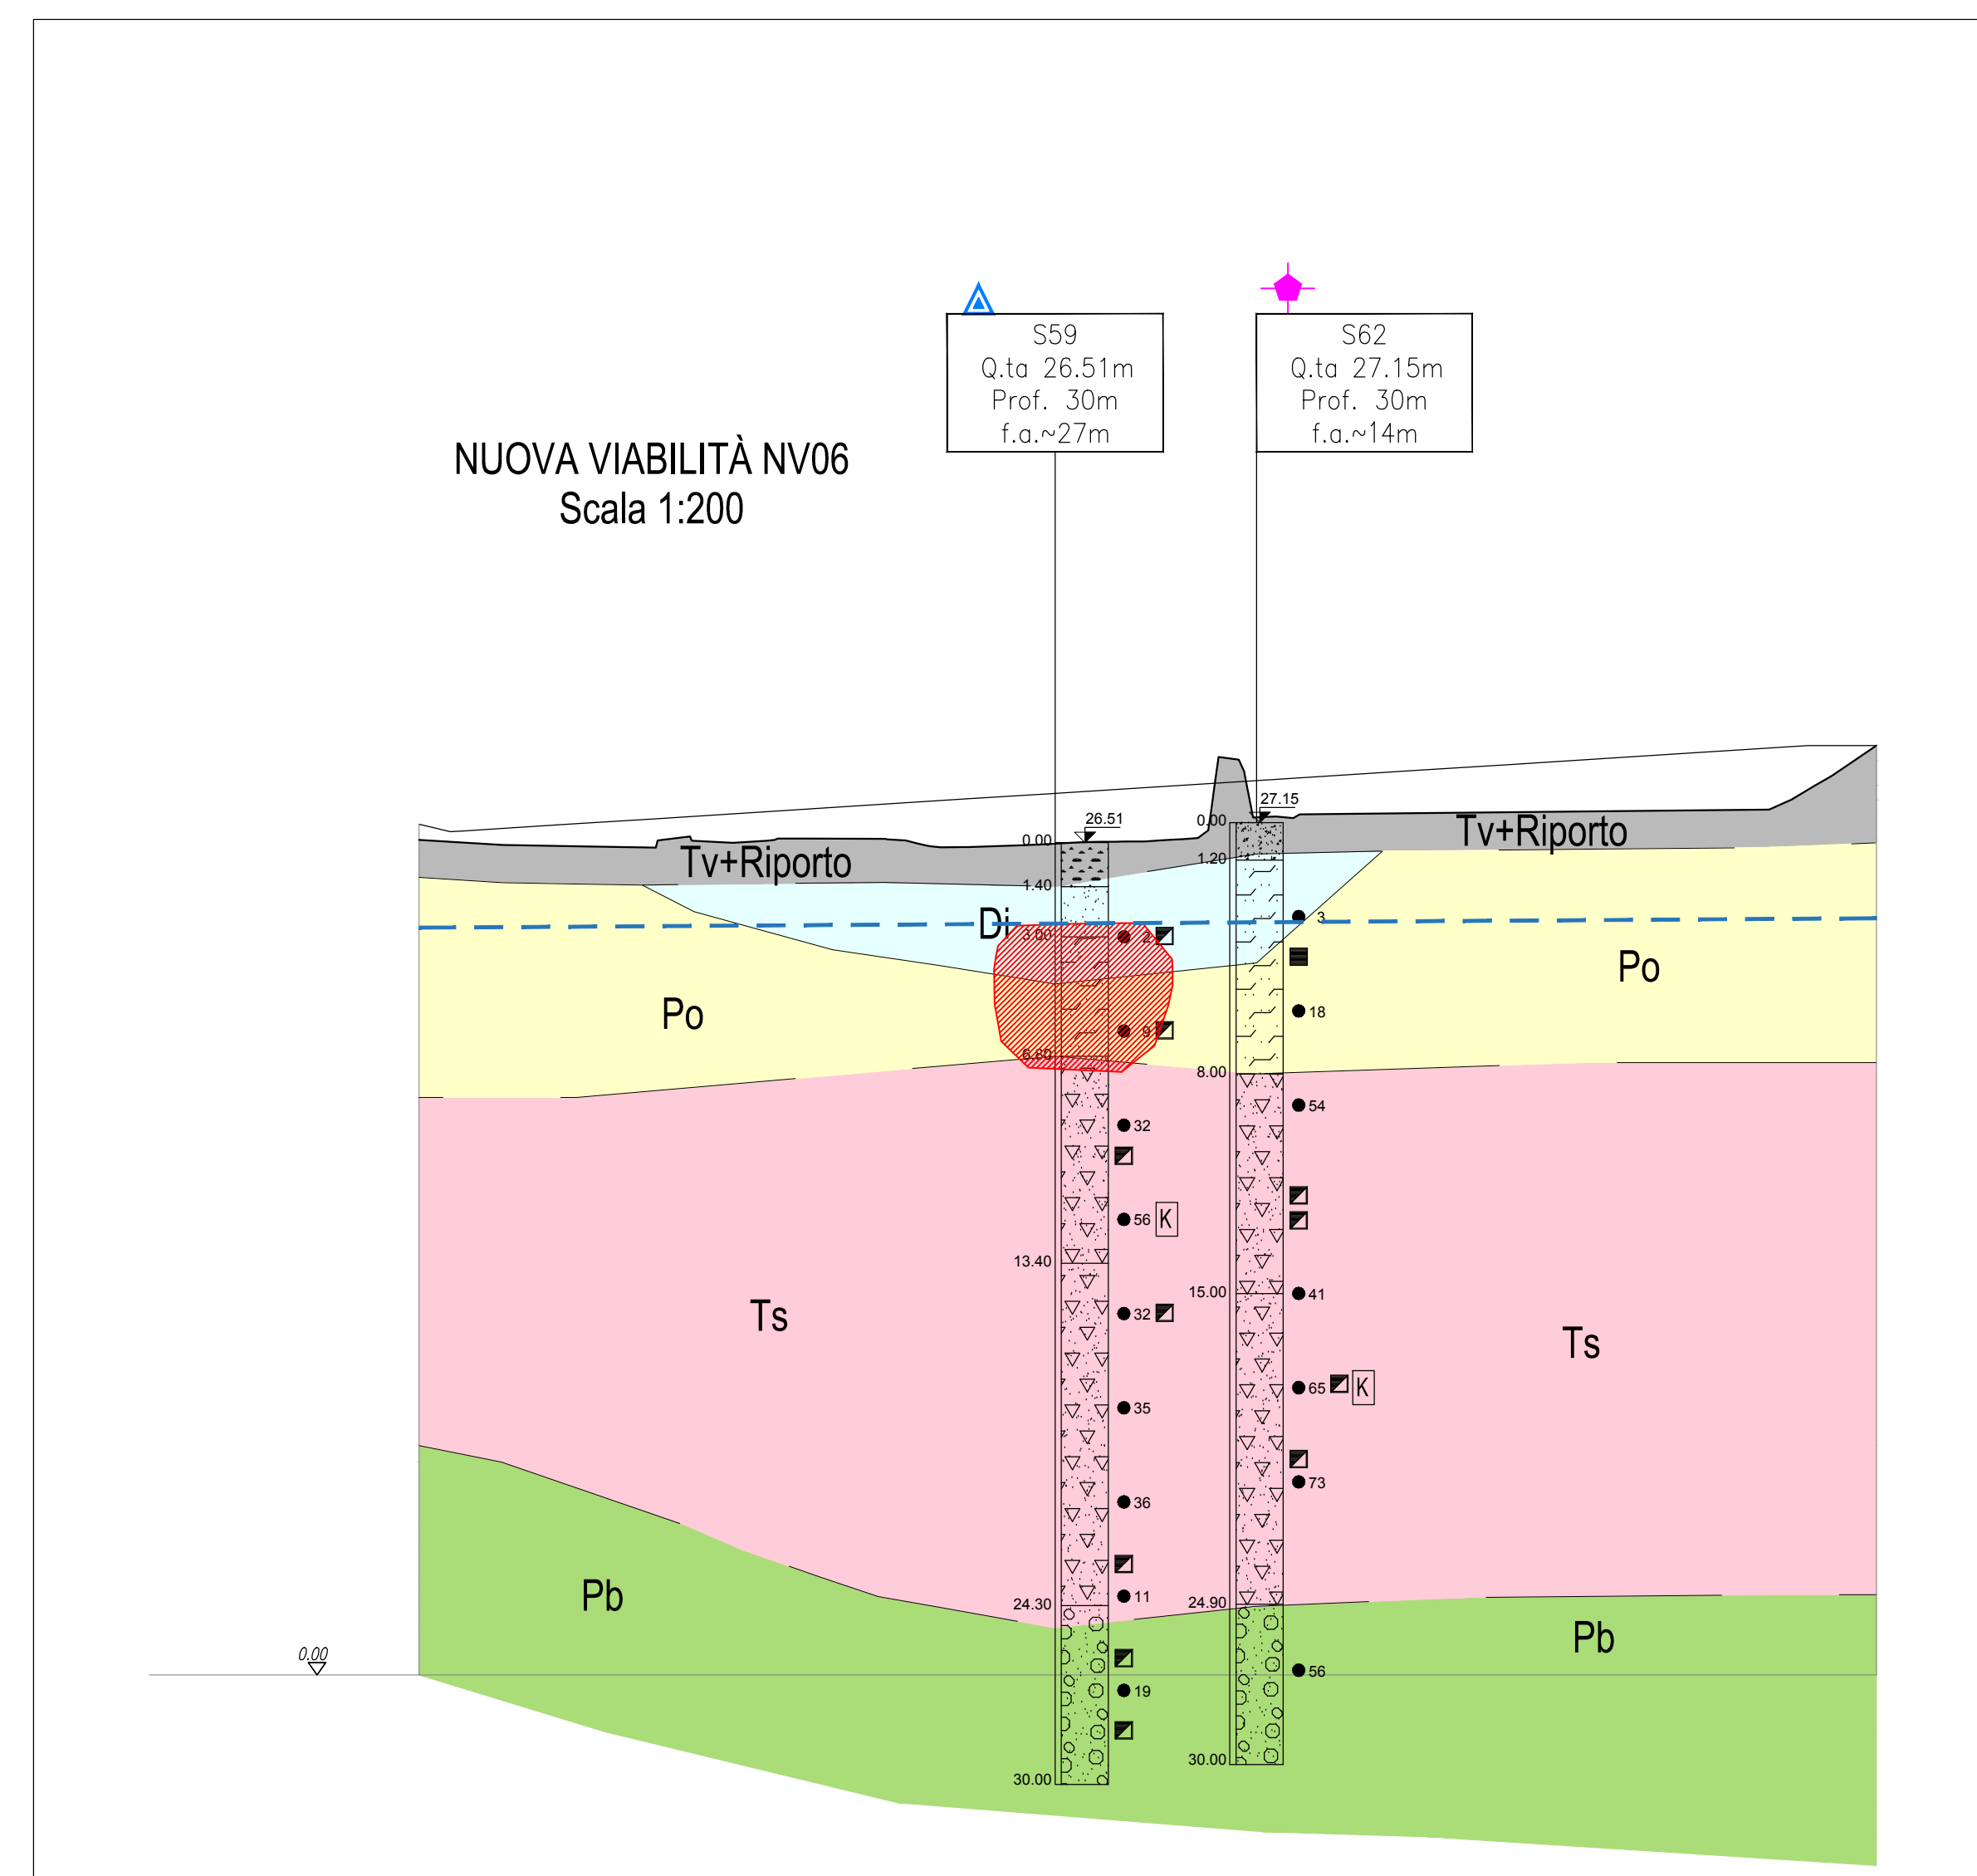 S59
Q.ta 26.51m
Prof. 30m
f.a.~27m
S62
Q.ta 27.15m
Prof. 30m
f.a.~14m
NUOVA VIABILITÀ NV06
Scala 1:200
27.15
26.51
0.00
0.00
Tv+Riporto
Tv+Riporto
1.20
1.40
Di
3
3.00
2
Po
Po
18
9
6.80
8.00
54
32
56 K
13.40
15.00
41
32
Ts
Ts
65 K
35
73
36
11
24.30
24.90
Pb
Pb
0.00
56
19
30.00
30.00